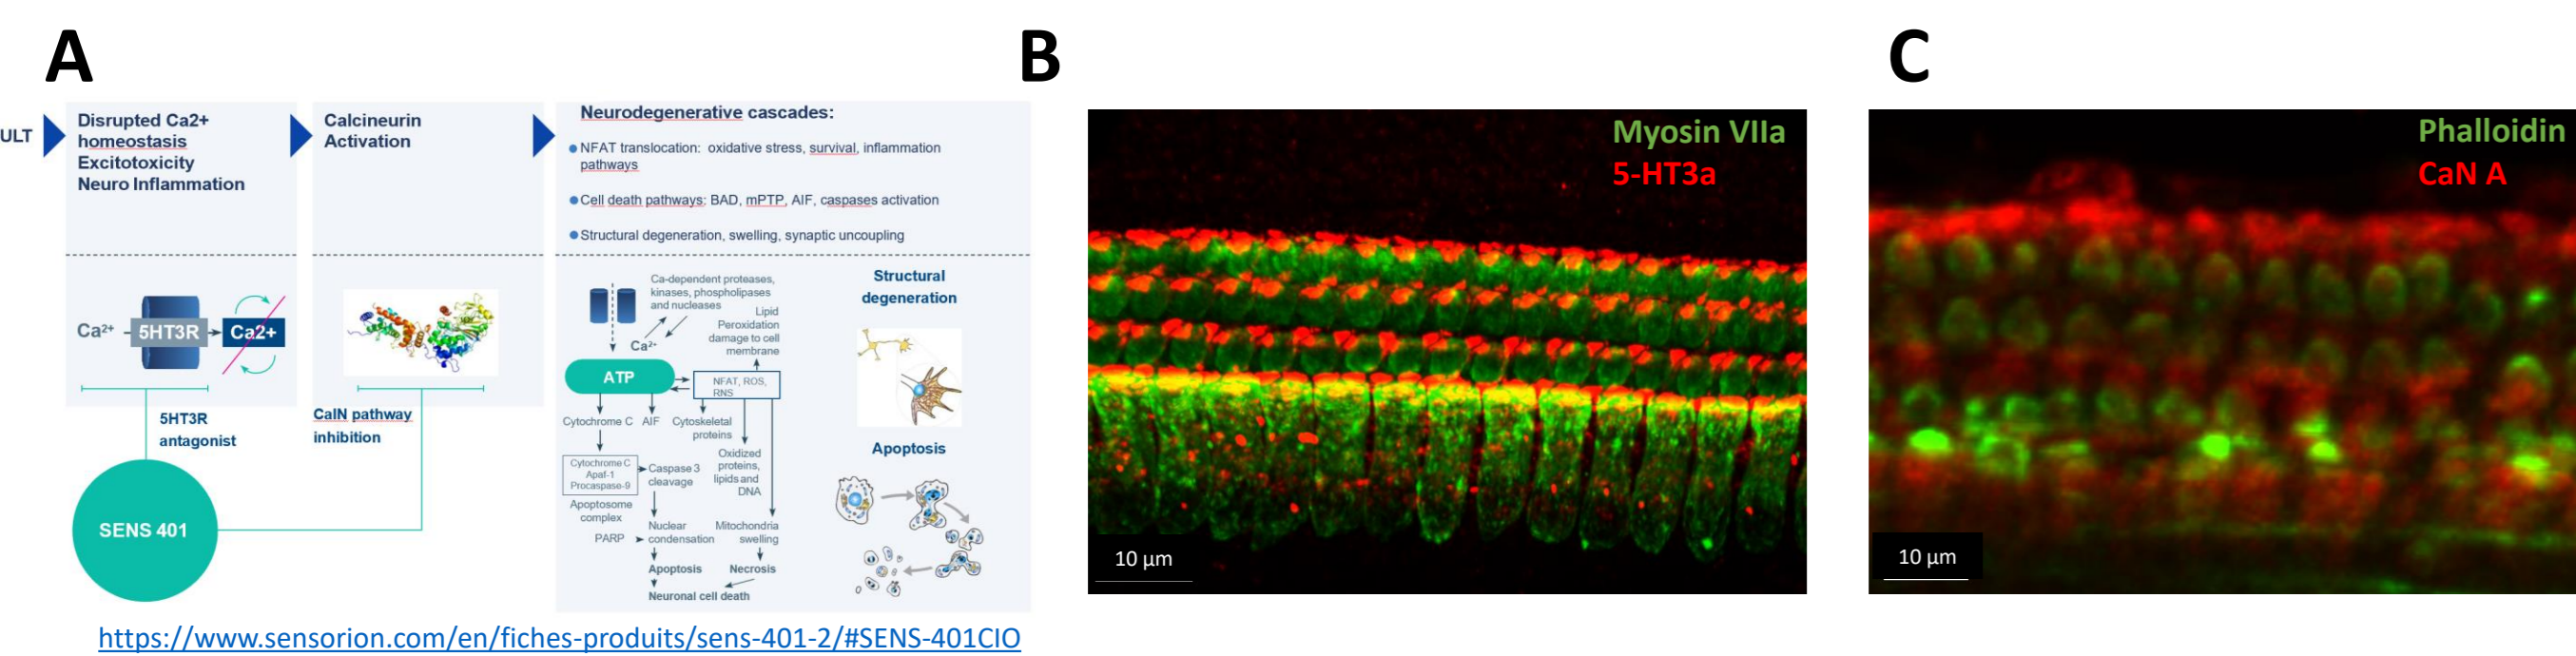 A
B
C
ULT
Disrupted Ca2+
homeostasis
Excitotoxicity
Neuro Inflammation
Calcineurin
Activation
Neurodegenerative cascades:
NFAT translocation: oxidative stress, survival, inflammation
pathways
Cell death pathways: BAD, mPTP, AIF, caspases activation
Structural degeneration, swelling, synaptic uncoupling
Ca²⁺
5HT3R
Ca2+
5HT3R
antagonist
CalN pathway
inhibition
SENS 401
Ca-dependent proteases,
kinases, phospholipases
and nucleases
Lipid
Peroxidation
damage to cell
membrane
Ca²⁺
ATP
NFAT, ROS,
RNS
Cytochrome C
AIF
Cytoskeletal
proteins
Cytochrome C
Apaf-1
Procaspase-9
Apoptosome
complex
Caspase 3
cleavage
Oxidized
proteins,
lipids and
DNA
Nuclear
condensation
PARP
Mitochondria
swelling
Apoptosis
Necrosis
Neuronal cell death
Structural
degeneration
Apoptosis
https://www.sensorion.com/en/fiches-produits/sens-401-2/#SENS-401CIO
Myosin VIIa
5-HT3a
10 µm
Phalloidin
CaN A
10 µm